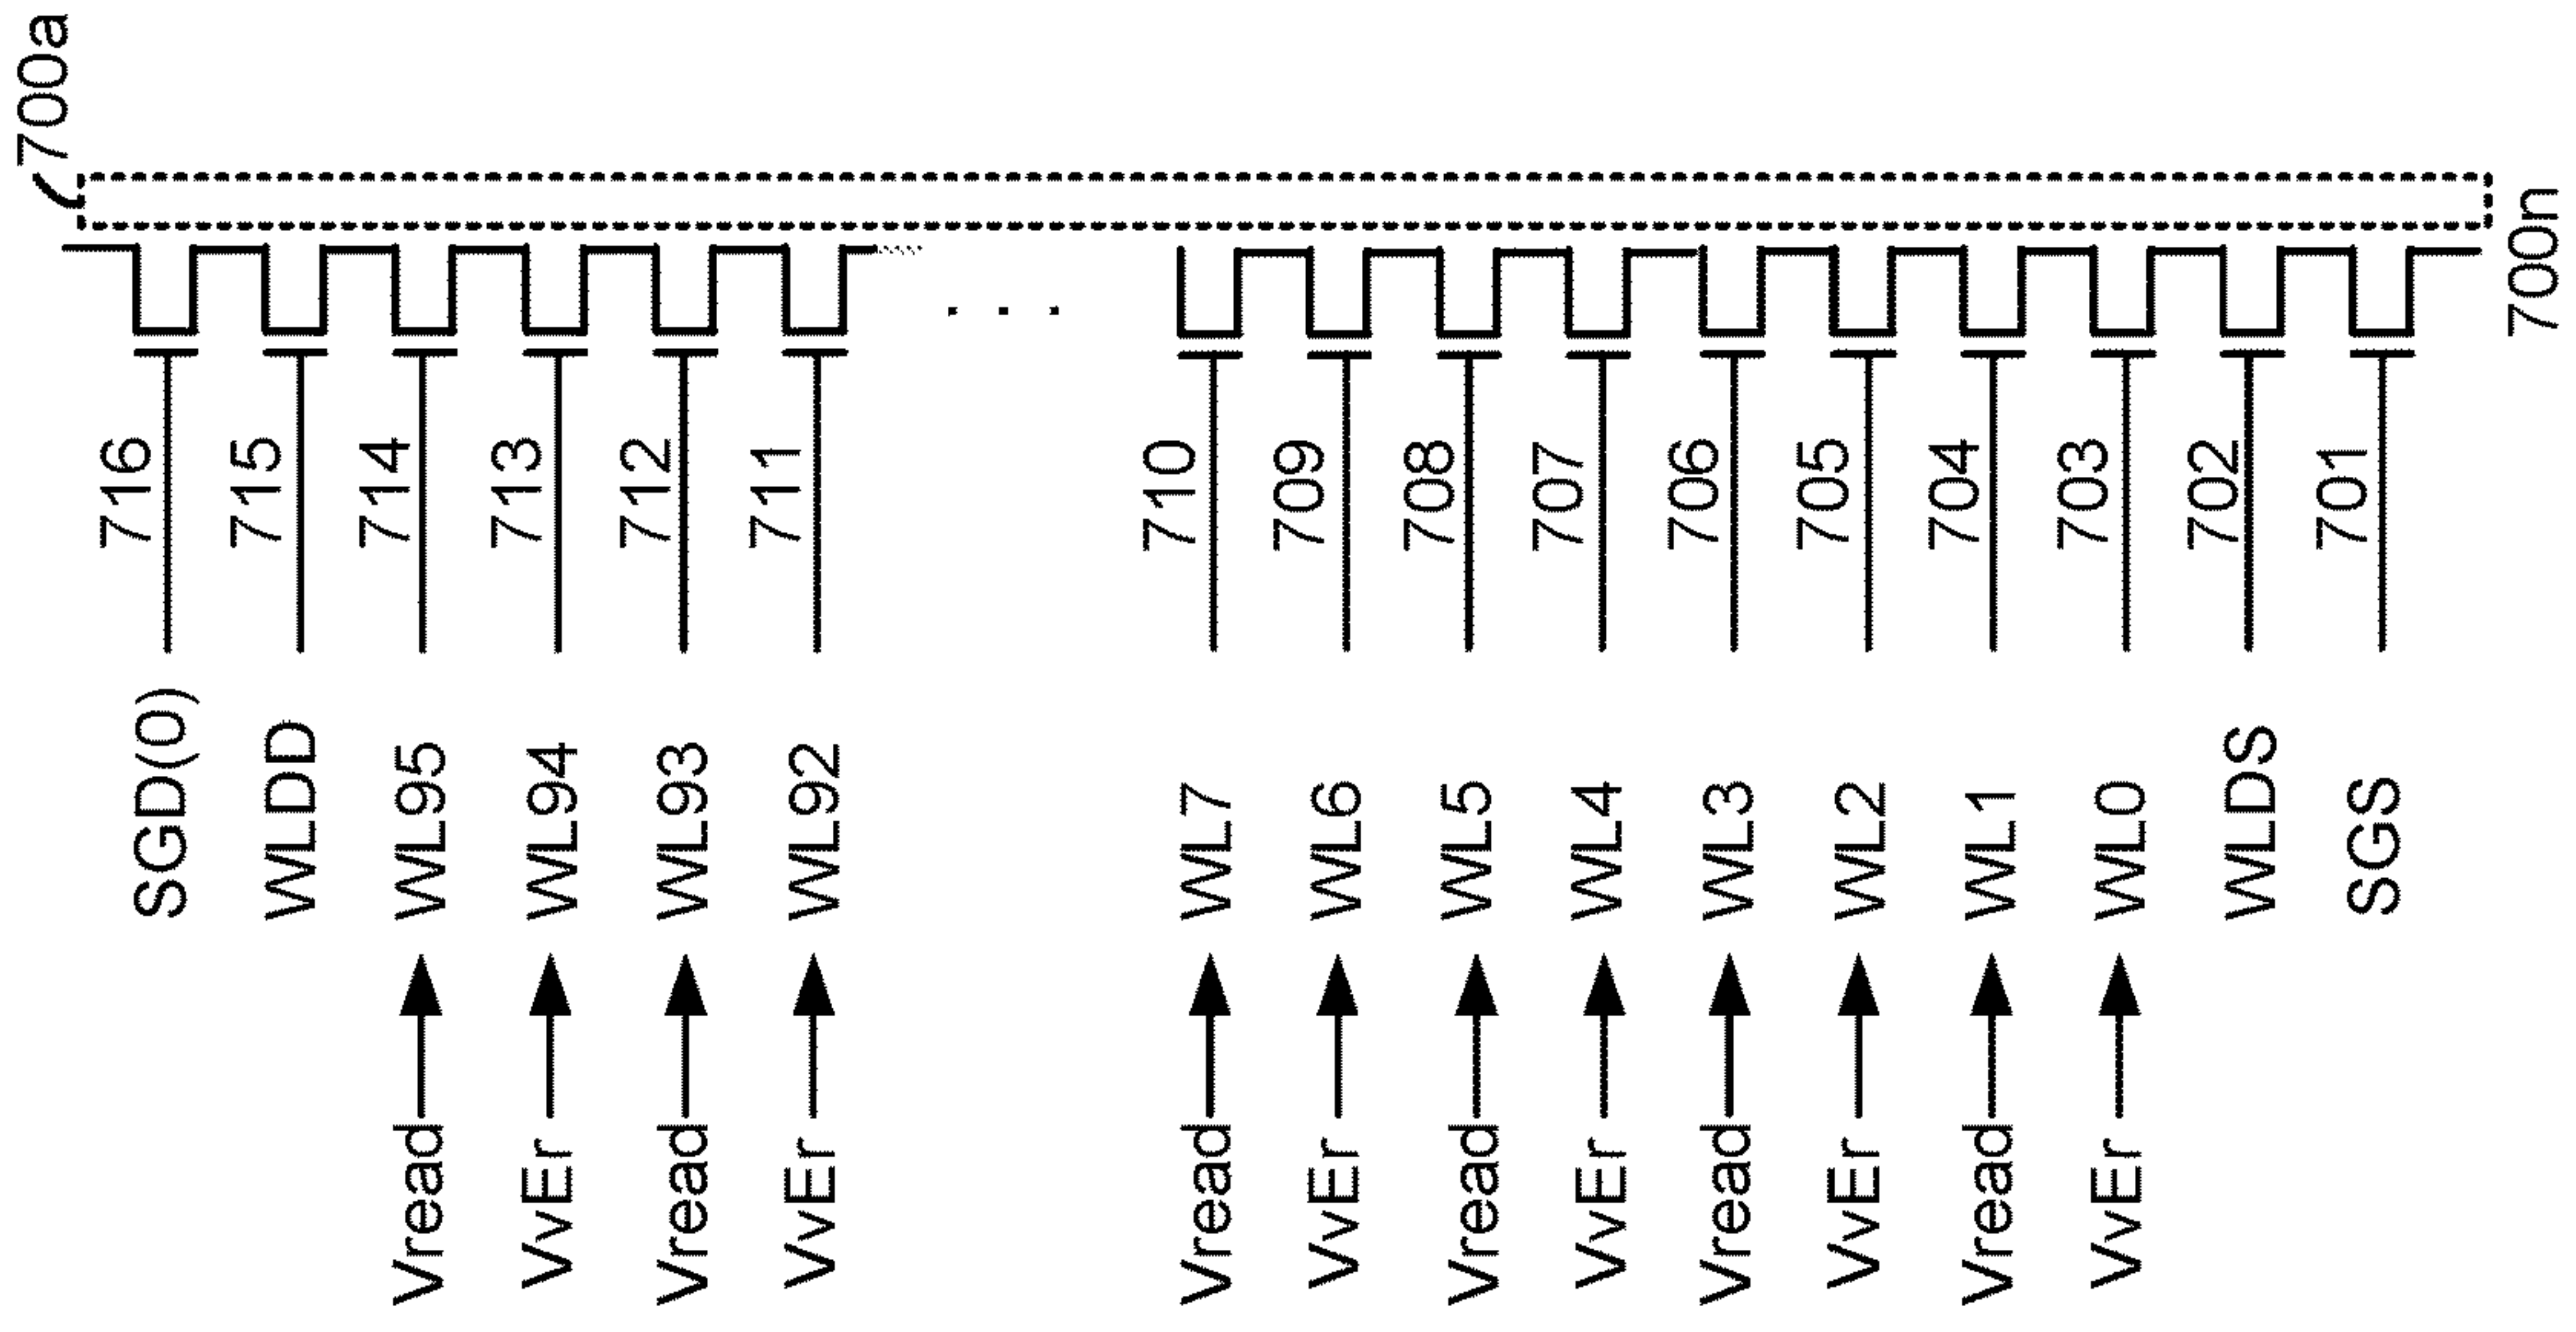 700a
Vread WL95 714
VvEr WL94 713
Vread WL93 712
VvEr WL92 711
SGD(0) 716
WLDD 715
. . .
Vread WL7 710
VvEr WL6 709
Vread WL5 708
VvEr WL4 707
Vread WL3 706
VvEr WL2 705
Vread WL1 704
VvEr WL0 703
WLDS 702
SGS 701
700n